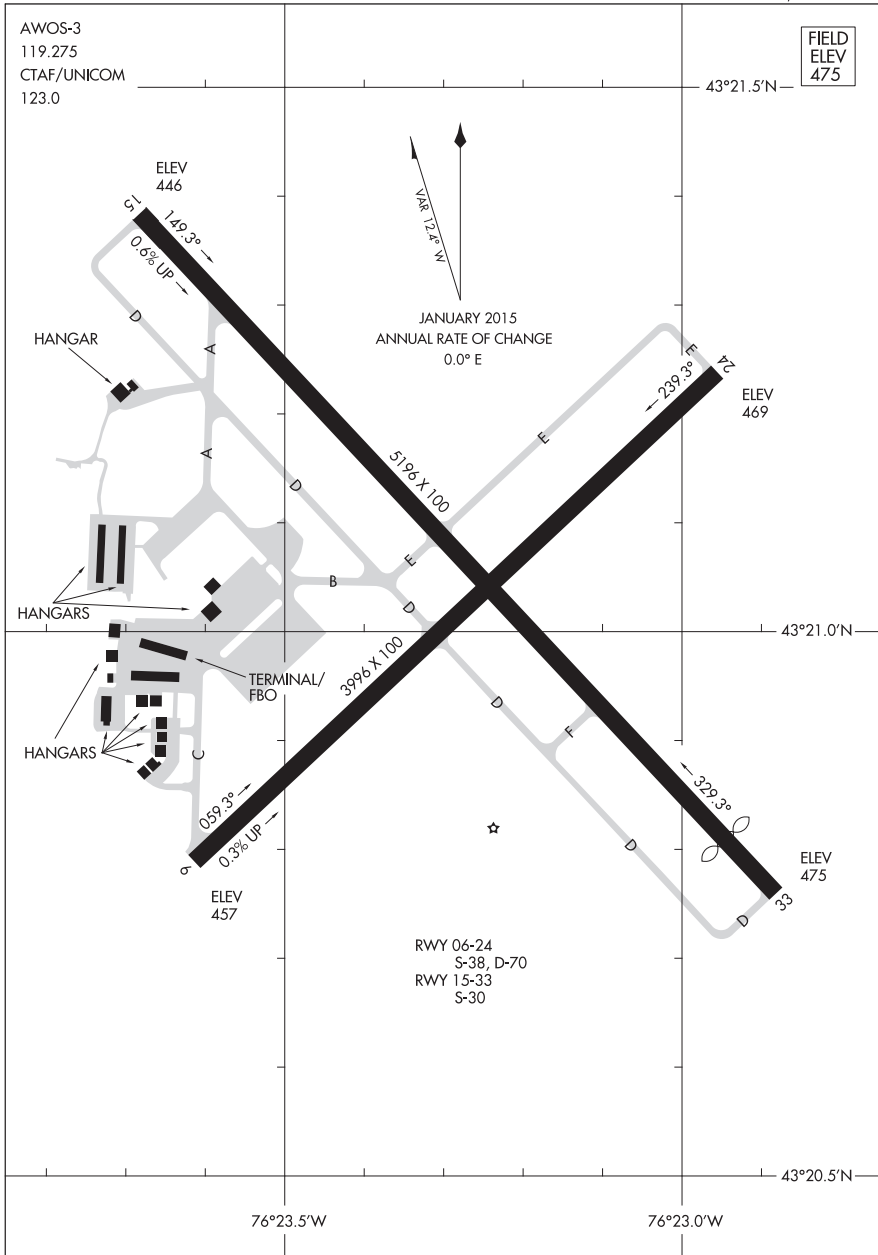 AWOS-3
119.275
CTAF/UNICOM
123.0
FIELD
ELEV
475
43°21.5'N
ELEV
446
15
149.3°
0.6% UP
VAR 12.4° W
JANUARY 2015
ANNUAL RATE OF CHANGE
0.0° E
D
A
HANGAR
E
24
239.3°
ELEV
469
A
E
D
5196 X 100
E
B
D
HANGARS
43°21.0'N
3996 X 100
TERMINAL/
FBO
D
F
HANGARS
C
329.3°
059.3°
0.3% UP
D
6
ELEV
457
ELEV
475
33
D
RWY 06-24
S-38, D-70
RWY 15-33
S-30
43°20.5'N
76°23.5'W
76°23.0'W